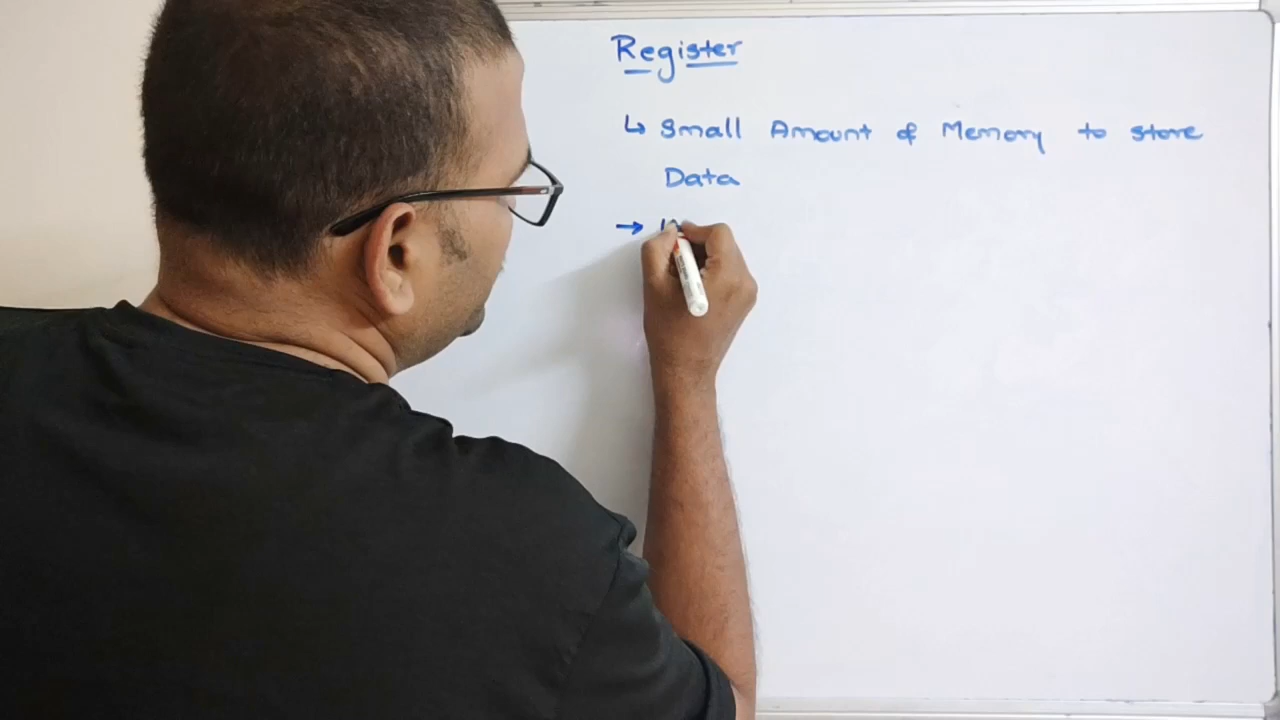 Register
↳ Small Amount of Memory to store
Data
→